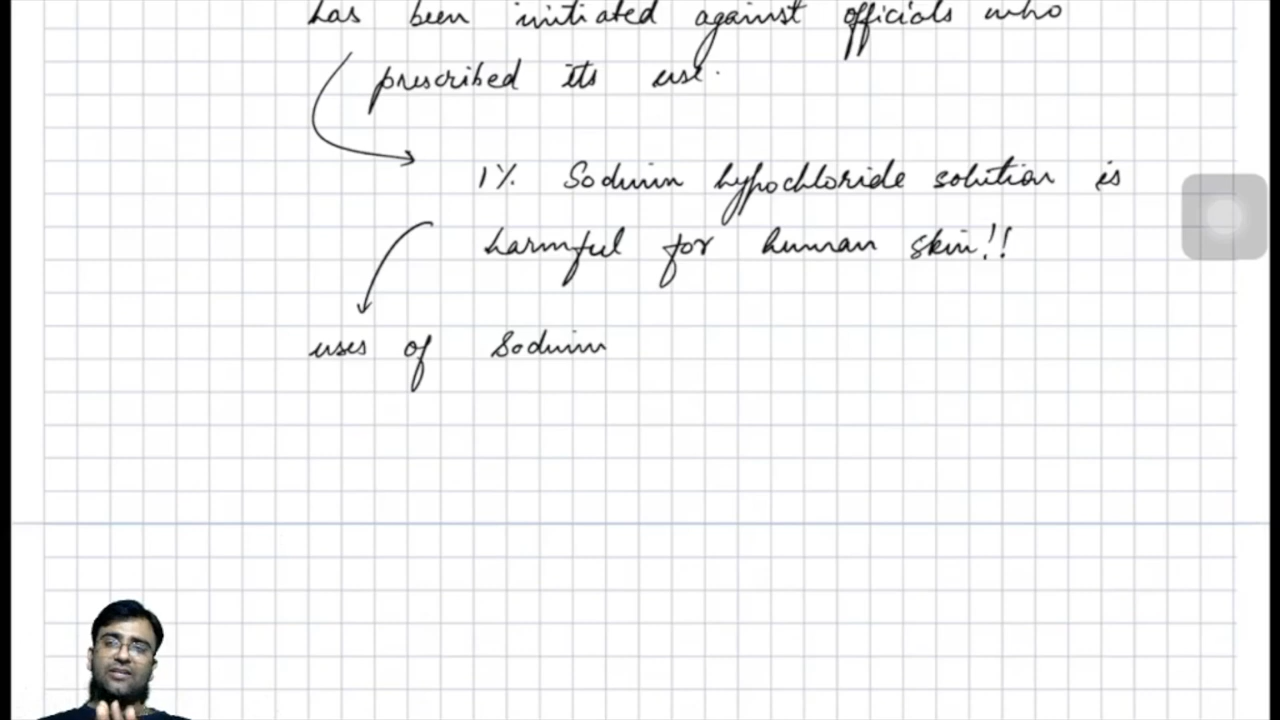 has been initiated against officials who
prescribed its use.
1% Sodium hypochloride solution is
harmful for human skin!!
uses of Sodium